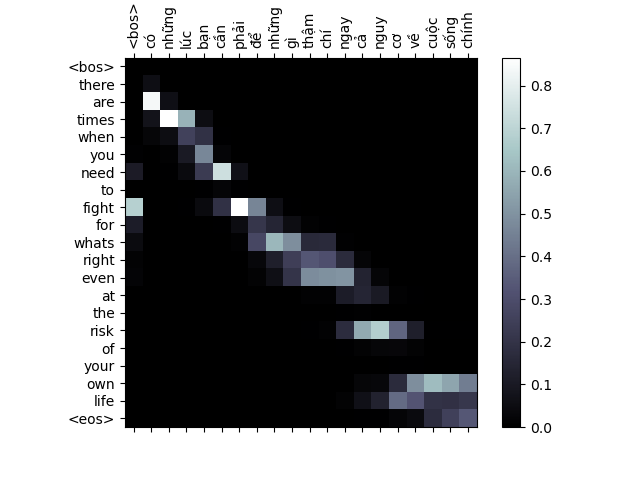 <bos> có những lúc bạn cần phải để những gì thậm chí ngay cả nguy cơ về cuộc sống chính
<bos>
there
are
times
when
you
need
to
fight
for
whats
right
even
at
the
risk
of
your
own
life
<eos>
0.8
0.7
0.6
0.5
0.4
0.3
0.2
0.1
0.0